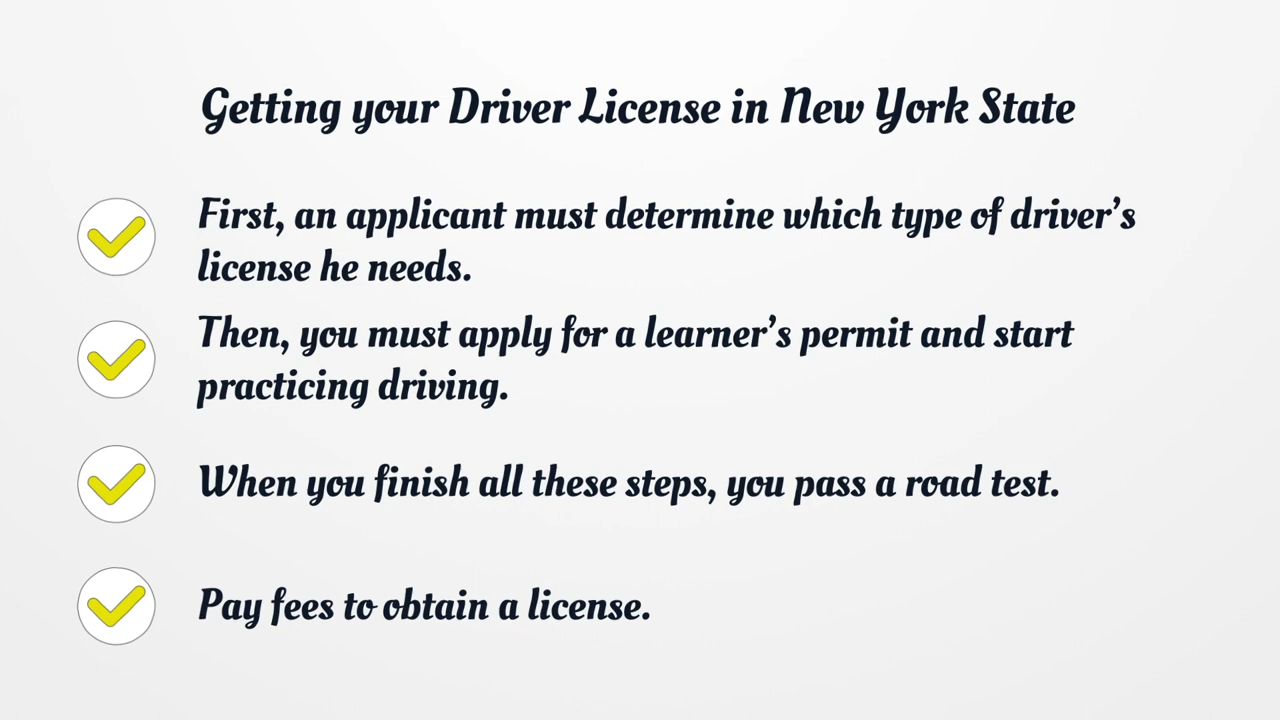 Getting your Driver License in New York State
First, an applicant must determine which type of driver’s
license he needs.
Then, you must apply for a learner’s permit and start
practicing driving.
When you finish all these steps, you pass a road test.
Pay fees to obtain a license.